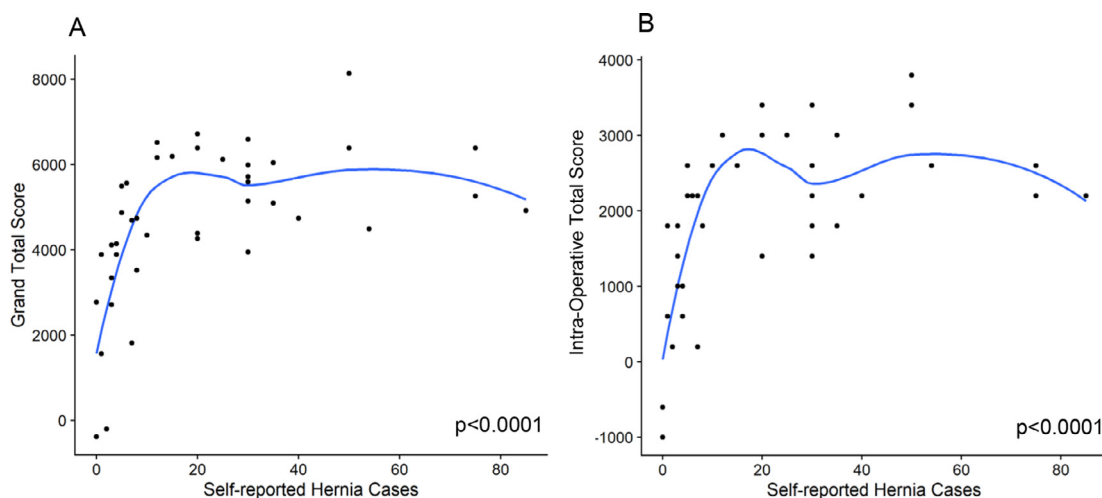 A
Grand Total Score
8000
6000
4000
2000
0
0
20
40
60
80
p<0.0001
Self-reported Hernia Cases
B
Intra-Operative Total Score
4000
3000
2000
1000
0
-1000
0
20
40
60
80
p<0.0001
Self-reported Hernia Cases